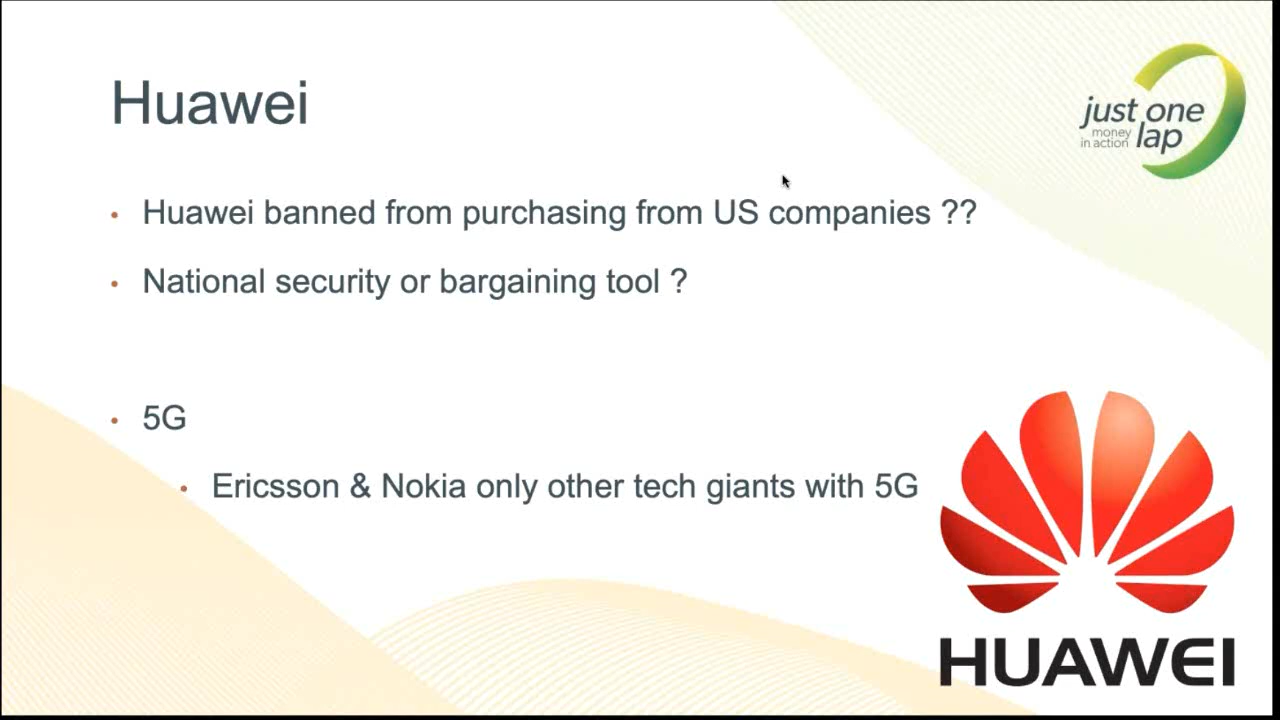 Huawei
just one
money
in action lap
Huawei banned from purchasing from US companies ??
National security or bargaining tool ?
5G
Ericsson & Nokia only other tech giants with 5G
HUAWEI